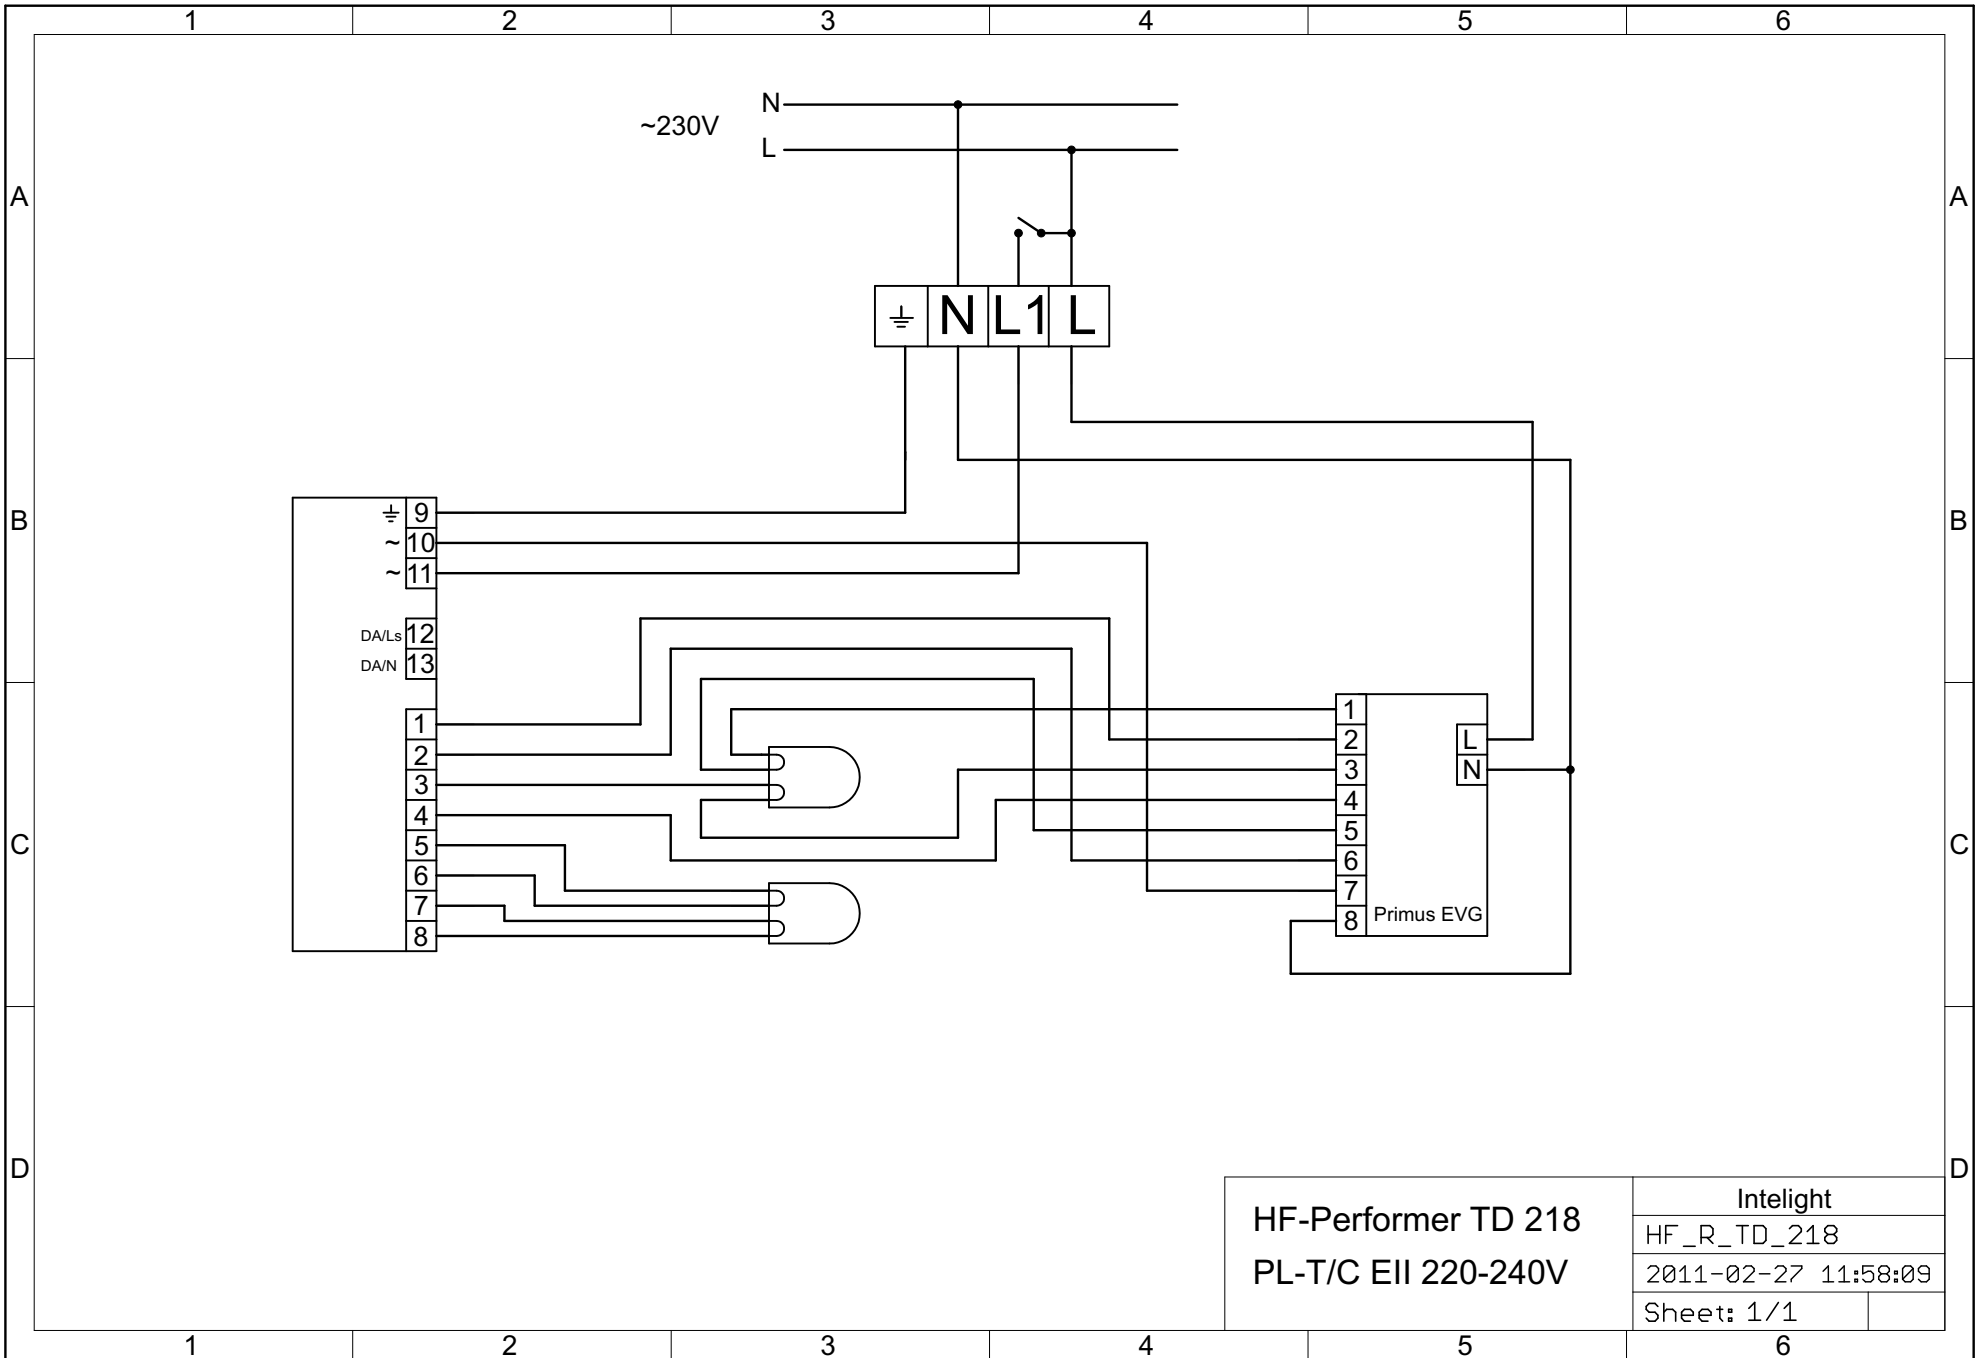 1 2 3 4 5 6
N
~230V
L
A A
⏚ N L1 L
B B
⏚ 9
~ 10
~ 11
DA/Ls 12
DA/N 13
1
2
3
4
5
6
7
8
1
2
3
4
5
6
7
8
L
N
Primus EVG
C C
D D
HF-Performer TD 218
PL-T/C EII 220-240V
Intelight
HF_R_TD_218
2011-02-27 11:58:09
Sheet: 1/1
1 2 3 4 5 6